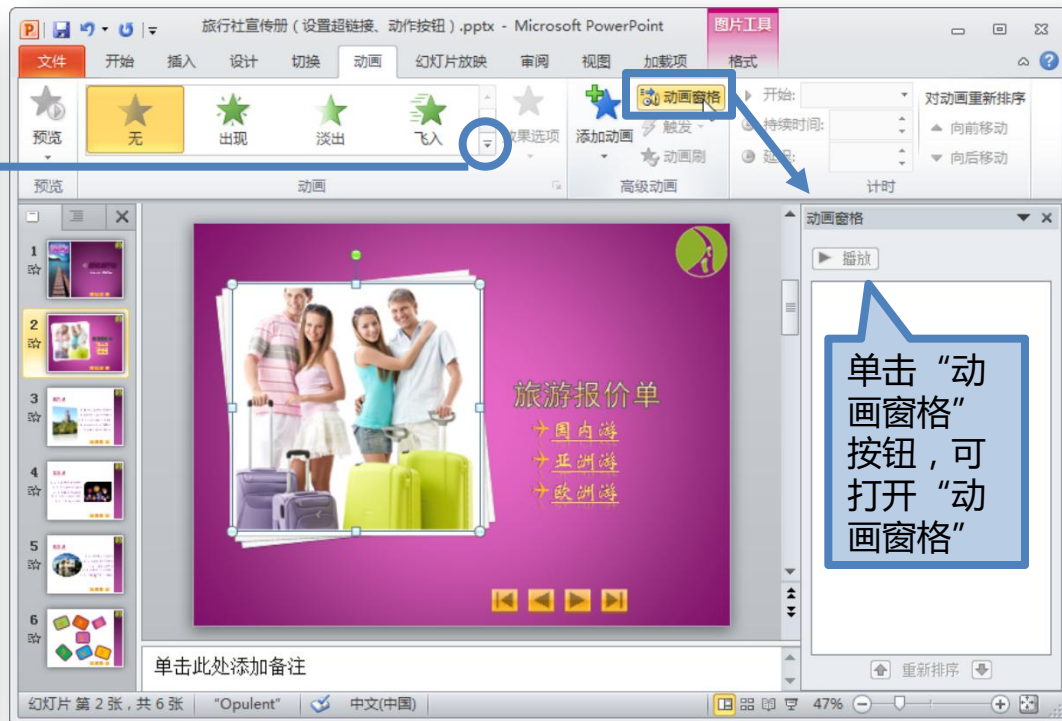 旅行社宣传册（设置超链接、动作按钮）.pptx - Microsoft PowerPoint
图片工具
文件 开始 插入 设计 切换 动画 幻灯片放映 审阅 视图 加载项 格式
预览
无 出现 淡出 飞入
效果选项
添加动画
动画窗格
触发
动画刷
开始:
持续时间:
延迟:
对动画重新排序
向前移动
向后移动
预览 动画 高级动画 计时
1
2
3
4
5
6
旅游报价单
国内游
亚洲游
欧洲游
动画窗格
播放
单击“动
画窗格”
按钮，可
打开“动
画窗格”
重新排序
单击此处添加备注
幻灯片 第 2 张，共 6 张 "Opulent" 中文(中国) 47%